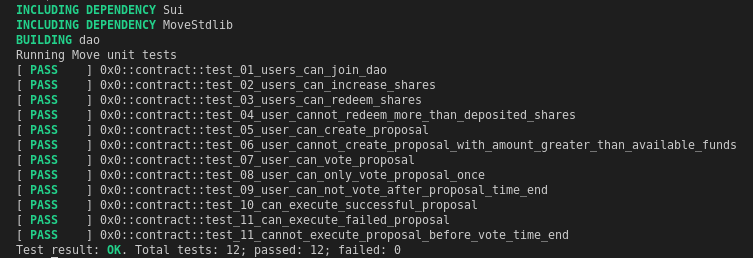 INCLUDING DEPENDENCY Sui
INCLUDING DEPENDENCY MoveStdlib
BUILDING dao
Running Move unit tests
[ PASS    ] 0x0::contract::test_01_users_can_join_dao
[ PASS    ] 0x0::contract::test_02_users_can_increase_shares
[ PASS    ] 0x0::contract::test_03_users_can_redeem_shares
[ PASS    ] 0x0::contract::test_04_user_cannot_redeem_more_than_deposited_shares
[ PASS    ] 0x0::contract::test_05_user_can_create_proposal
[ PASS    ] 0x0::contract::test_06_user_cannot_create_proposal_with_amount_greater_than_available_funds
[ PASS    ] 0x0::contract::test_07_user_can_vote_proposal
[ PASS    ] 0x0::contract::test_08_user_can_only_vote_proposal_once
[ PASS    ] 0x0::contract::test_09_user_can_not_vote_after_proposal_time_end
[ PASS    ] 0x0::contract::test_10_can_execute_successful_proposal
[ PASS    ] 0x0::contract::test_11_can_execute_failed_proposal
[ PASS    ] 0x0::contract::test_11_cannot_execute_proposal_before_vote_time_end
Test result: OK. Total tests: 12; passed: 12; failed: 0